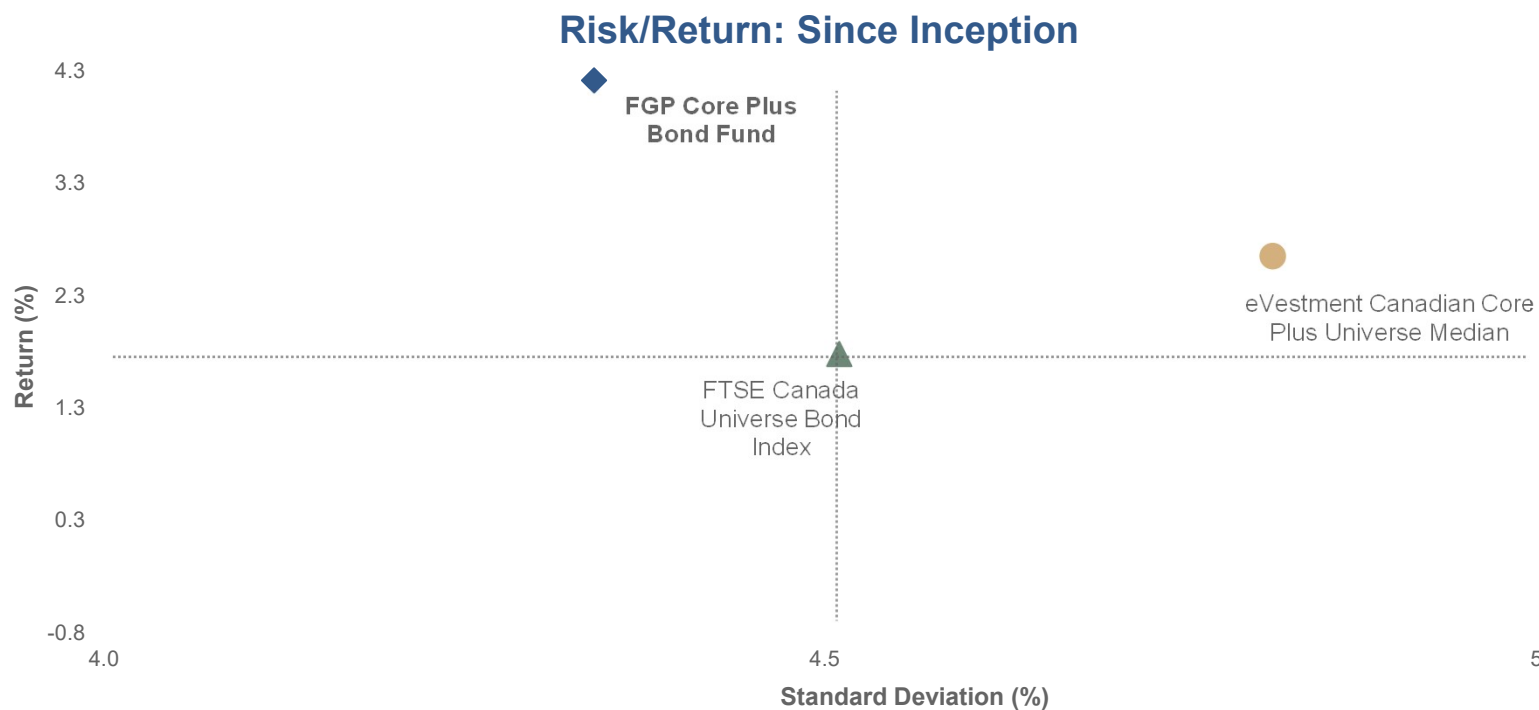 Risk/Return: Since Inception
4.3
FGP Core Plus
Bond Fund
3.3
2.3
eVestment Canadian Core
Plus Universe Median
Return (%)
FTSE Canada
Universe Bond
Index
1.3
0.3
-0.8
4.0
4.5
Standard Deviation (%)